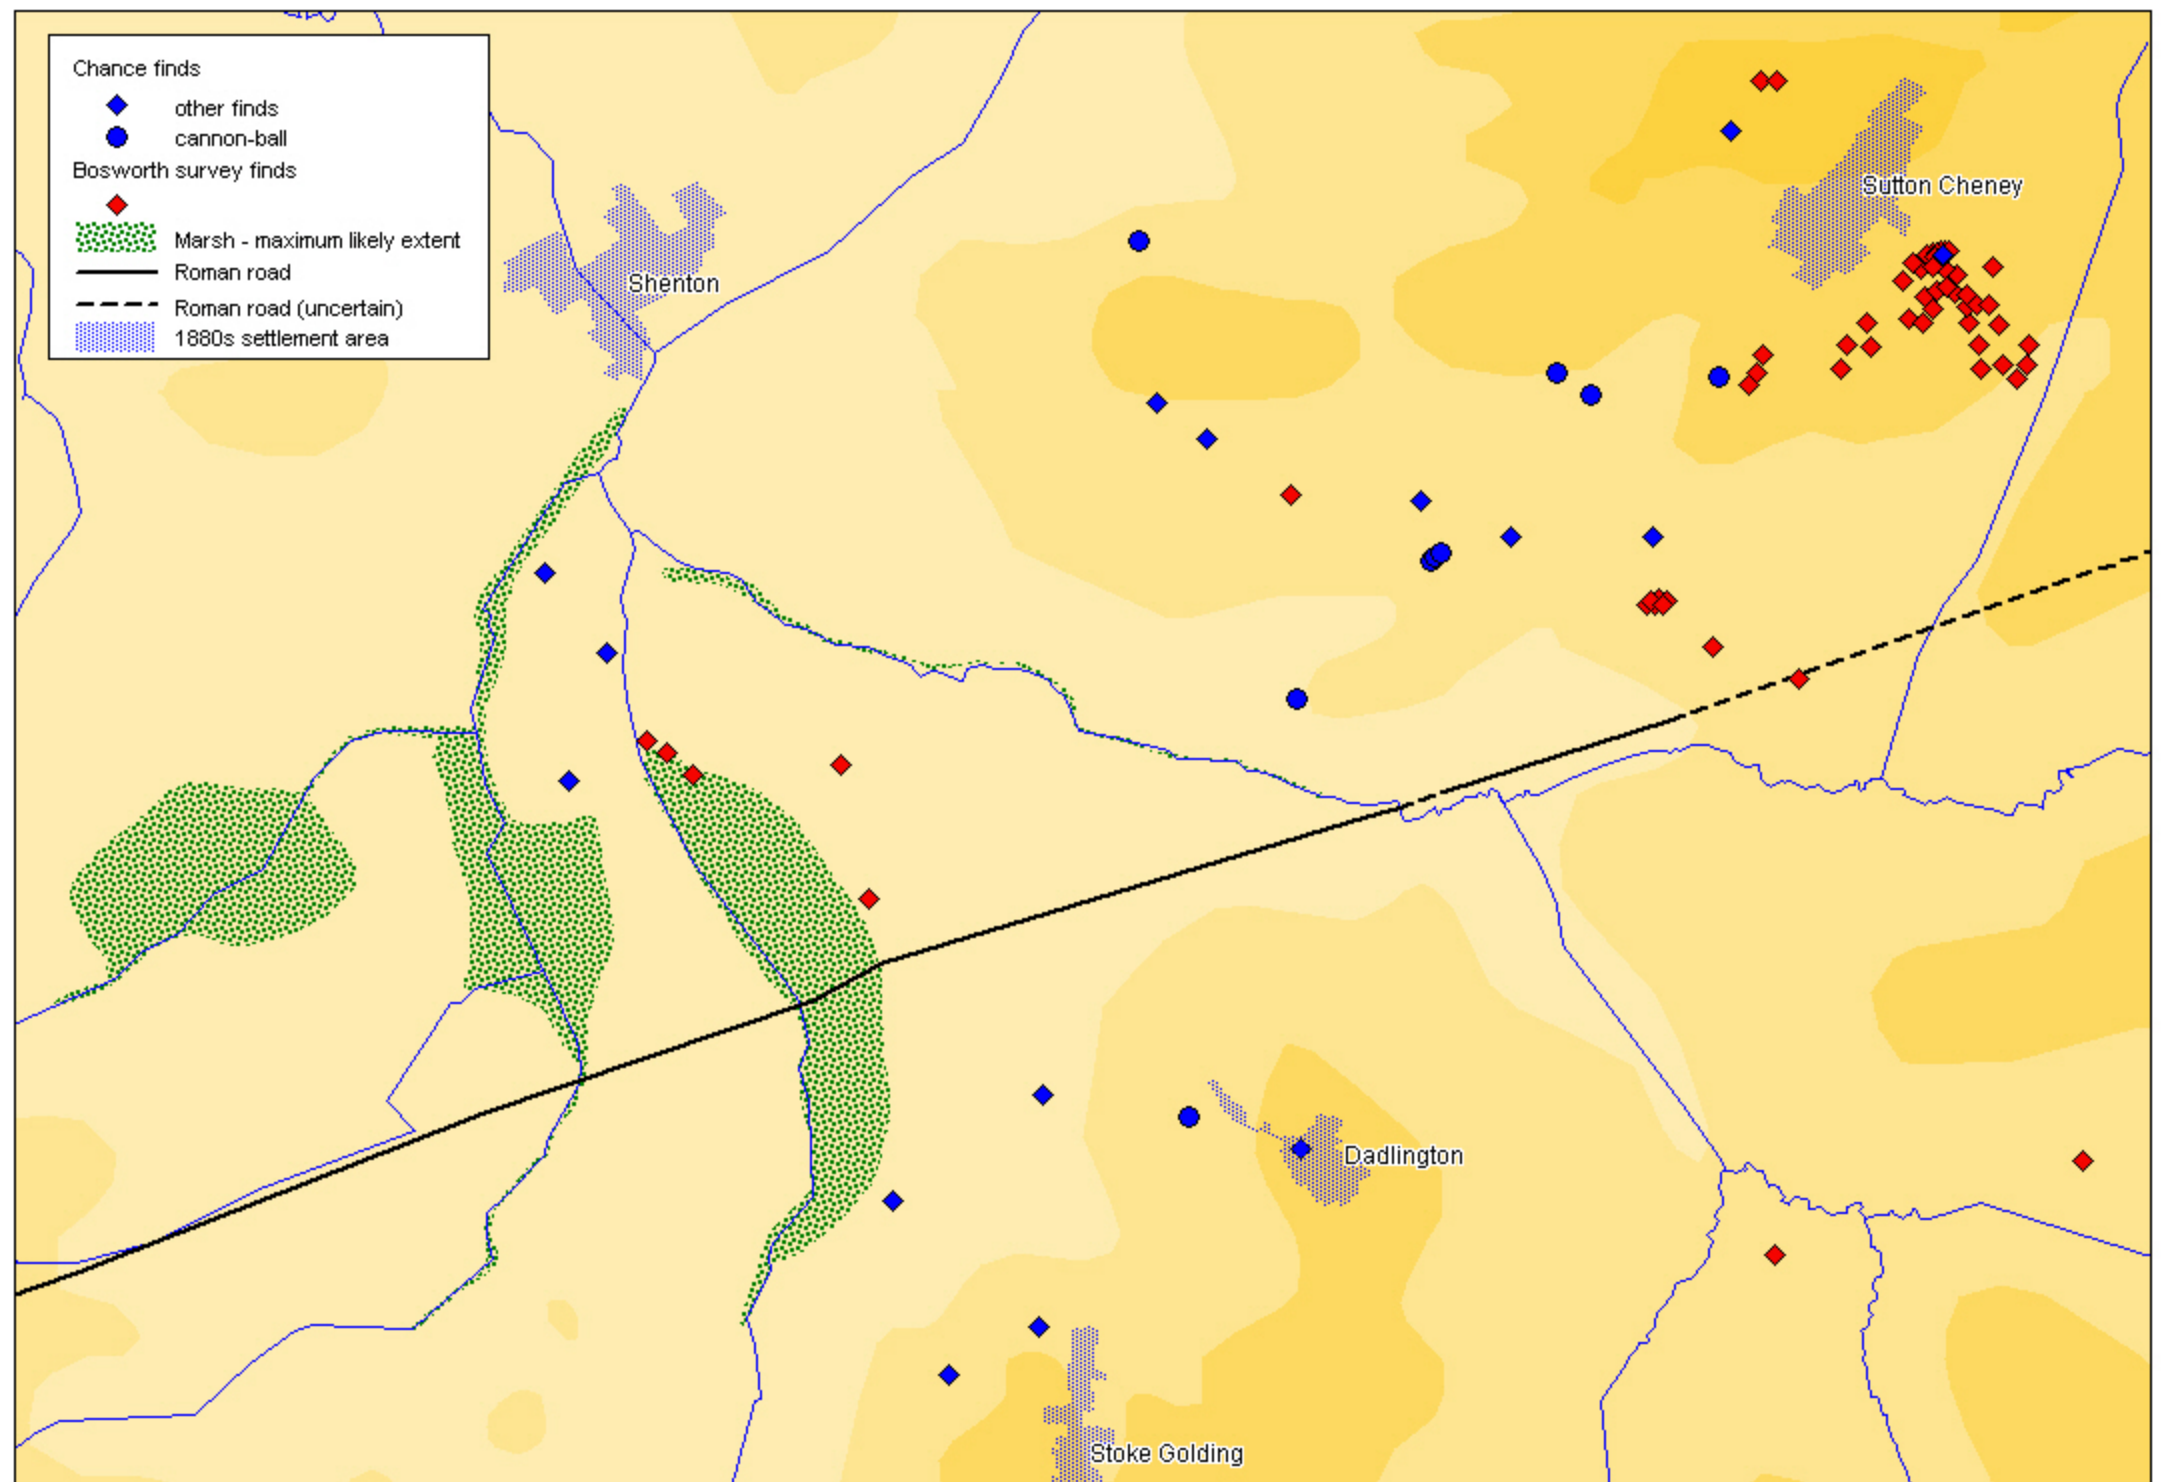 Chance finds
other finds
cannon-ball
Bosworth survey finds
Marsh - maximum likely extent
Roman road
Roman road (uncertain)
1880s settlement area
Sutton Cheney
Shenton
Dadlington
Stoke Golding